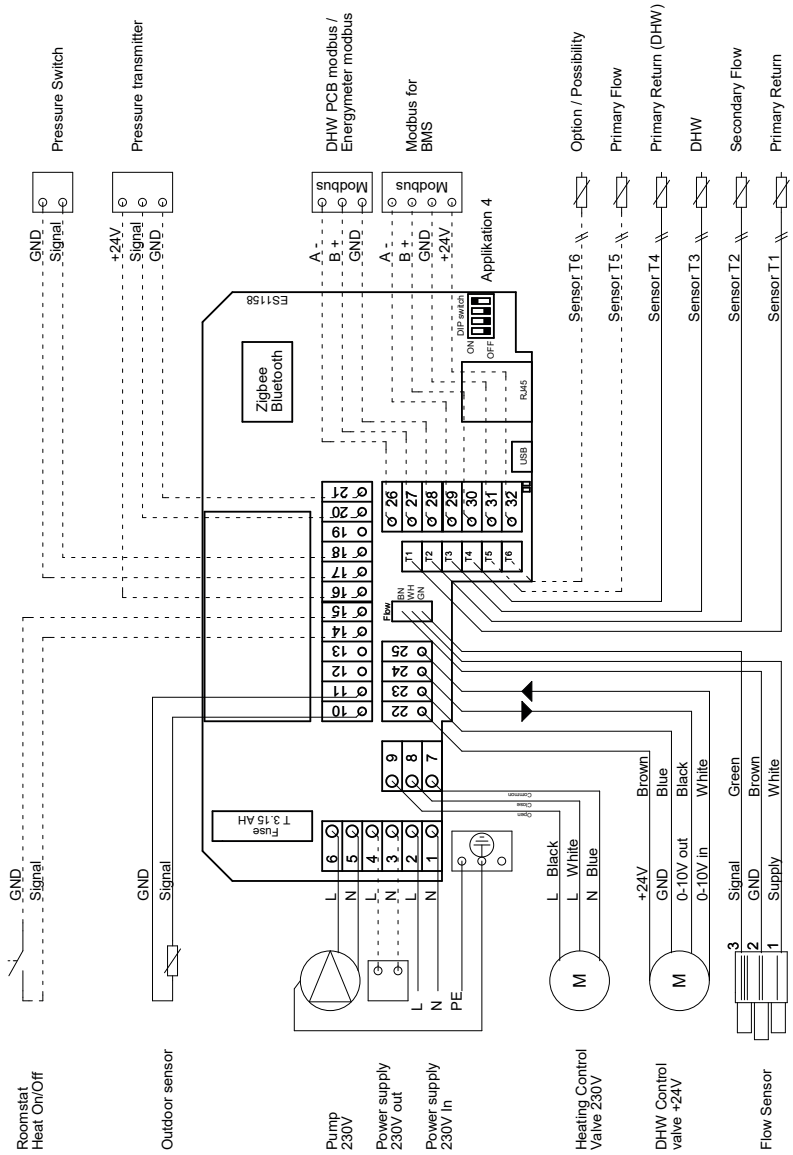 Roomstat
Heat On/Off
GND
Signal
Outdoor sensor
GND
Signal
Pump
230V
Power supply
230V out
Power supply
230V In
L
N
L
N
L
N
L
N
PE
Heating Control
Valve 230V
M
L Black
L White
N Blue
Open
Close
Common
DHW Control
valve +24V
M
+24V Brown
GND Blue
0-10V out Black
0-10V in White
Flow Sensor
3
2
1
Signal Green
GND Brown
Supply White
Fuse
T 3.15 AH
6
5
4
3
2
1
9
8
7
10
11
12
13
14
15
16
17
18
19
20
21
22
23
24
25
Flow
BN
WH
GN
T1
T2
T3
T4
T5
T6
26
27
28
29
30
31
32
Zigbee
Bluetooth
ES1158
USB
RJ45
DIP switch
ON
OFF
Applikation 4
Pressure Switch
GND
Signal
Pressure transmitter
+24V
Signal
GND
DHW PCB modbus /
Energymeter modbus
Modbus
A -
B +
GND
Modbus for
BMS
Modbus
A -
B +
GND
+24V
Sensor T6 Option / Possibility
Sensor T5 Primary Flow
Sensor T4 Primary Return (DHW)
Sensor T3 DHW
Sensor T2 Secondary Flow
Sensor T1 Primary Return